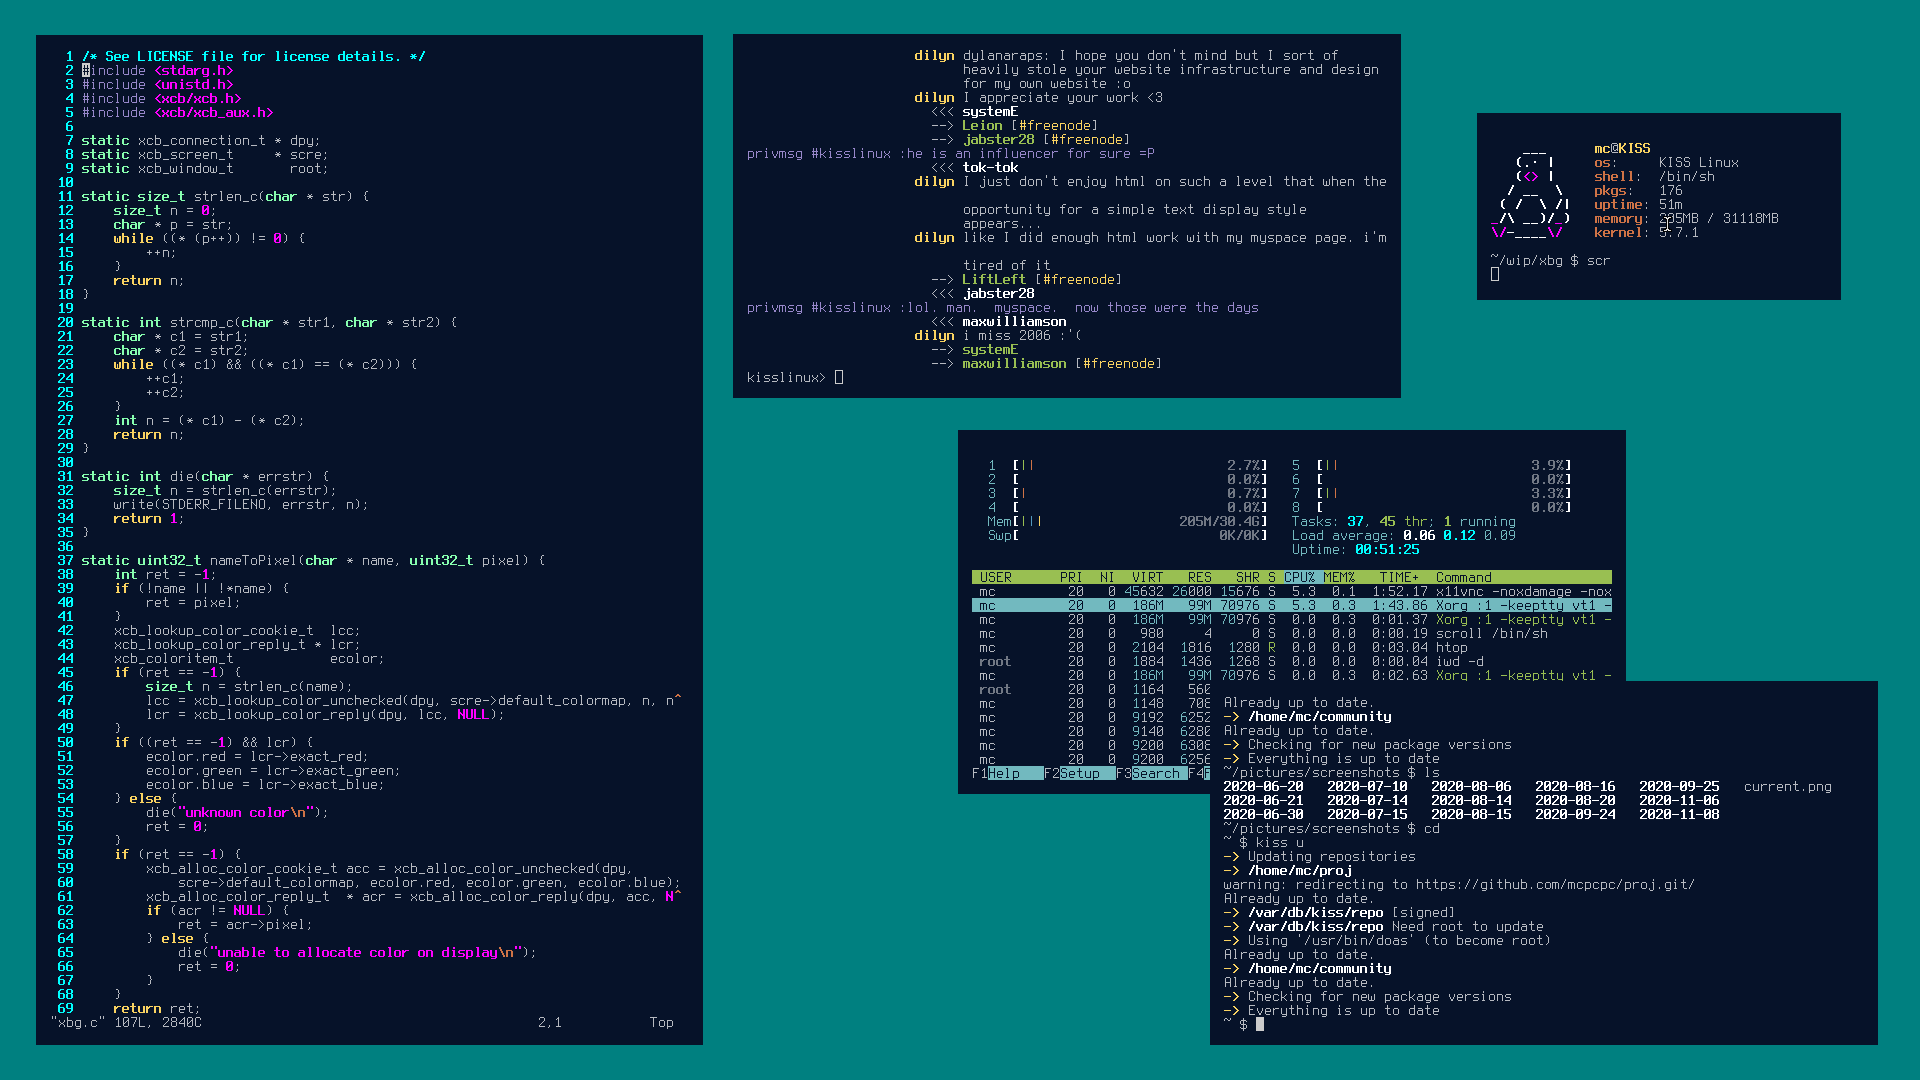 1 /* See LICENSE file for license details. */
2 #include <stdarg.h>
3 #include <unistd.h>
4 #include <xcb/xcb.h>
5 #include <xcb/xcb_aux.h>
6
7 static xcb_connection_t * dpy;
8 static xcb_screen_t     * scre;
9 static xcb_window_t       root;
10
11 static size_t strlen_c(char * str) {
12     size_t n = 0;
13     char * p = str;
14     while ((* (p++)) != 0) {
15         ++n;
16     }
17     return n;
18 }
19
20 static int strcmp_c(char * str1, char * str2) {
21     char * c1 = str1;
22     char * c2 = str2;
23     while ((* c1) && ((* c1) == (* c2))) {
24         ++c1;
25         ++c2;
26     }
27     int n = (* c1) - (* c2);
28     return n;
29 }
30
31 static int die(char * errstr) {
32     size_t n = strlen_c(errstr);
33     write(STDERR_FILENO, errstr, n);
34     return 1;
35 }
36
37 static uint32_t nameToPixel(char * name, uint32_t pixel) {
38     int ret = -1;
39     if (!name || !*name) {
40         ret = pixel;
41     }
42     xcb_lookup_color_cookie_t  lcc;
43     xcb_lookup_color_reply_t * lcr;
44     xcb_coloritem_t            ecolor;
45     if (ret == -1) {
46         size_t n = strlen_c(name);
47         lcc = xcb_lookup_color_unchecked(dpy, scre->default_colormap, n, n^
48         lcr = xcb_lookup_color_reply(dpy, lcc, NULL);
49     }
50     if ((ret == -1) && lcr) {
51         ecolor.red = lcr->exact_red;
52         ecolor.green = lcr->exact_green;
53         ecolor.blue = lcr->exact_blue;
54     } else {
55         die("unknown color\n");
56         ret = 0;
57     }
58     if (ret == -1) {
59         xcb_alloc_color_cookie_t acc = xcb_alloc_color_unchecked(dpy,
60             scre->default_colormap, ecolor.red, ecolor.green, ecolor.blue);
61         xcb_alloc_color_reply_t  * acr = xcb_alloc_color_reply(dpy, acc, N^
62         if (acr != NULL) {
63             ret = acr->pixel;
64         } else {
65             die("unable to allocate color on display\n");
66             ret = 0;
67         }
68     }
69     return ret;
"xbg.c" 107L, 2840C 2,1 Top
dilyn dylanaraps: I hope you don't mind but I sort of
heavily stole your website infrastructure and design
for my own website :o
dilyn I appreciate your work <3
<<< systemE
--> Leion [#freenode]
--> jabster28 [#freenode]
privmsg #kisslinux :he is an influencer for sure =P
<<< tok-tok
dilyn I just don't enjoy html on such a level that when the
opportunity for a simple text display style
appears...
dilyn like I did enough html work with my myspace page. i'm
tired of it
--> LiftLeft [#freenode]
<<< jabster28
privmsg #kisslinux :lol. man.  myspace.  now those were the days
<<< maxwilliamson
dilyn i miss 2006 :'(
--> systemE
--> maxwilliamson [#freenode]
kisslinux>
mc@KISS
os: KISS Linux
shell: /bin/sh
pkgs: 176
uptime: 51m
memory: MB / 31118MB
kernel: 5.7.1
~/wip/xbg $ scr
1 [|| 2.7%] 5 [|| 3.9%]
2 [ 0.0%] 6 [ 0.0%]
3 [| 0.7%] 7 [|| 3.3%]
4 [ 0.0%] 8 [ 0.0%]
Mem[||| 205M/30.4G] Tasks: 37, 45 thr; 1 running
Swp[ 0K/0K] Load average: 0.06 0.12 0.09
Uptime: 00:51:25
USER PRI NI VIRT RES SHR S CPU% MEM% TIME+ Command
mc 20 0 45632 26000 15676 S 5.3 0.1 1:52.17 x11vnc -noxdamage -nox
mc 20 0 186M 99M 70976 S 5.3 0.3 1:43.86 Xorg :1 -keeptty vt1 -
mc 20 0 186M 99M 70976 S 0.0 0.3 0:01.37 Xorg :1 -keeptty vt1 -
mc 20 0 980 4 0 S 0.0 0.0 0:00.19 scroll /bin/sh
mc 20 0 2104 1816 1280 R 0.0 0.0 0:03.04 htop
root 20 0 1884 1436 1268 S 0.0 0.0 0:00.04 iwd -d
mc 20 0 186M 99M 70976 S 0.0 0.3 0:02.63 Xorg :1 -keeptty vt1 -
root 20 0 1164 560
mc 20 0 1148 708
mc 20 0 9192 6252
mc 20 0 9140 6280
mc 20 0 9200 6308
mc 20 0 9200 6256
F1Help F2Setup F3Search F4F
Already up to date.
-> /home/mc/community
Already up to date.
-> Checking for new package versions
-> Everything is up to date
~/pictures/screenshots $ ls
2020-06-20 2020-07-10 2020-08-06 2020-08-16 2020-09-25 current.png
2020-06-21 2020-07-14 2020-08-14 2020-08-20 2020-11-06
2020-06-30 2020-07-15 2020-08-15 2020-09-24 2020-11-08
~/pictures/screenshots $ cd
~ $ kiss u
-> Updating repositories
-> /home/mc/proj
warning: redirecting to https://github.com/mcpcpc/proj.git/
Already up to date.
-> /var/db/kiss/repo [signed]
-> /var/db/kiss/repo Need root to update
-> Using '/usr/bin/doas' (to become root)
Already up to date.
-> /home/mc/community
Already up to date.
-> Checking for new package versions
-> Everything is up to date
~ $